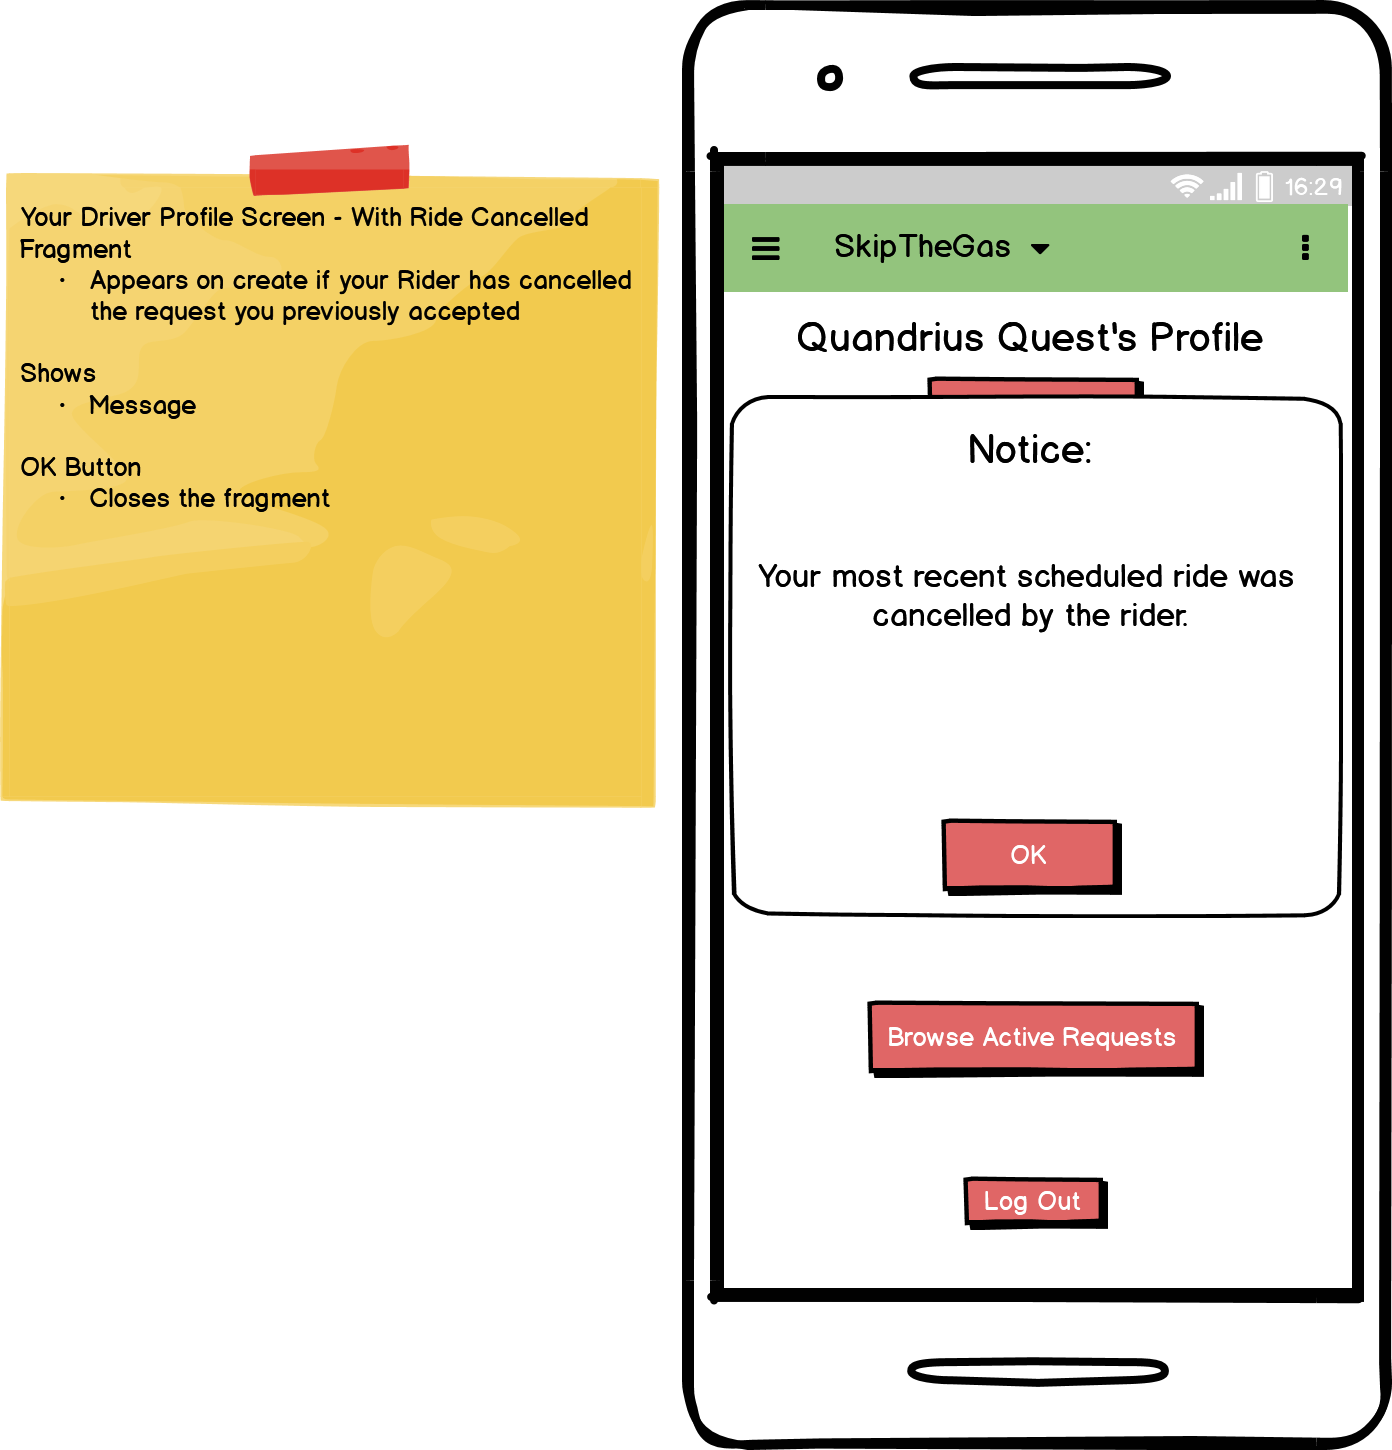 Your Driver Profile Screen - With Ride Cancelled
Fragment
· Appears on create if your Rider has cancelled
the request you previously accepted
Shows
· Message
OK Button
· Closes the fragment
16:29
SkipTheGas
Quandrius Quest's Profile
Notice:
Your most recent scheduled ride was
cancelled by the rider.
OK
Browse Active Requests
Log Out